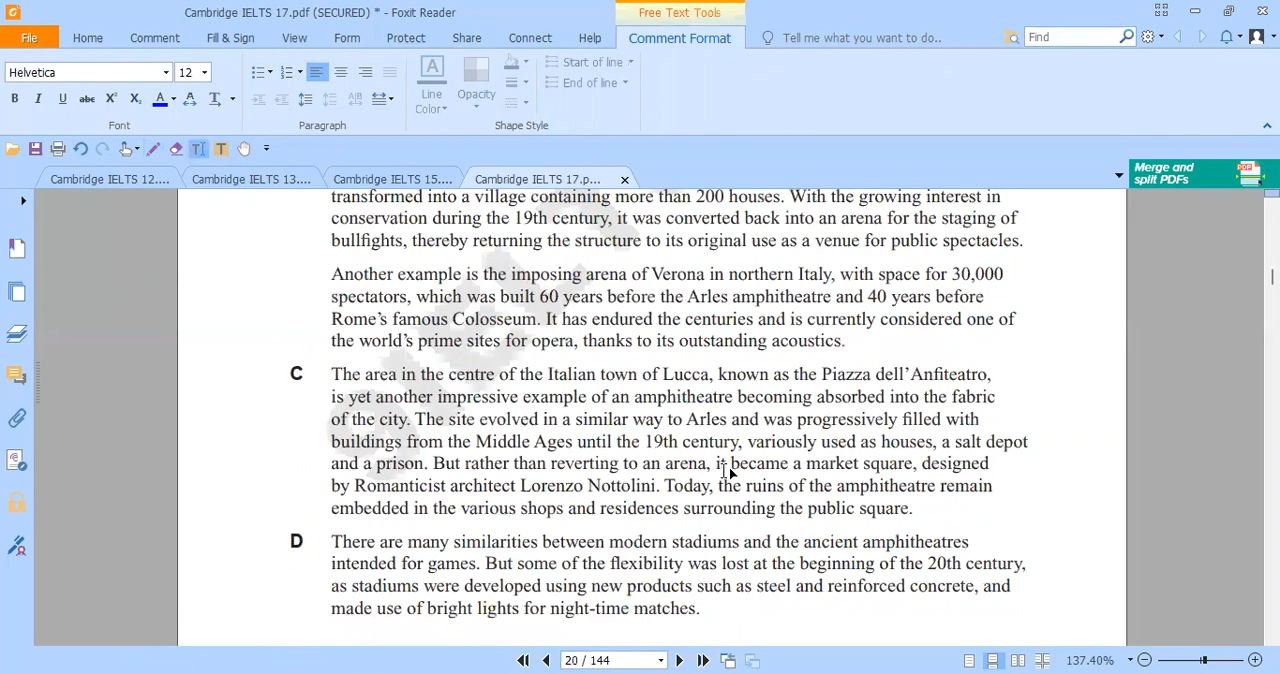 Cambridge IELTS 17.pdf (SECURED) * - Foxit Reader
Free Text Tools
File
Home
Comment
Fill & Sign
View
Form
Protect
Share
Connect
Help
Comment Format
Tell me what you want to do..
Find
Helvetica
12
Line
Color
Opacity
Start of line
End of line
Font
Paragraph
Shape Style
Cambridge IELTS 12....
Cambridge IELTS 13....
Cambridge IELTS 15...
Cambridge IELTS 17.p...
Merge and
split PDFs
transformed into a village containing more than 200 houses. With the growing interest in
conservation during the 19th century, it was converted back into an arena for the staging of
bullfights, thereby returning the structure to its original use as a venue for public spectacles.
Another example is the imposing arena of Verona in northern Italy, with space for 30,000
spectators, which was built 60 years before the Arles amphitheatre and 40 years before
Rome's famous Colosseum. It has endured the centuries and is currently considered one of
the world's prime sites for opera, thanks to its outstanding acoustics.
C The area in the centre of the Italian town of Lucca, known as the Piazza dell'Anfiteatro,
is yet another impressive example of an amphitheatre becoming absorbed into the fabric
of the city. The site evolved in a similar way to Arles and was progressively filled with
buildings from the Middle Ages until the 19th century, variously used as houses, a salt depot
and a prison. But rather than reverting to an arena, it became a market square, designed
by Romanticist architect Lorenzo Nottolini. Today, the ruins of the amphitheatre remain
embedded in the various shops and residences surrounding the public square.
D There are many similarities between modern stadiums and the ancient amphitheatres
intended for games. But some of the flexibility was lost at the beginning of the 20th century,
as stadiums were developed using new products such as steel and reinforced concrete, and
made use of bright lights for night-time matches.
20 / 144
137.40%